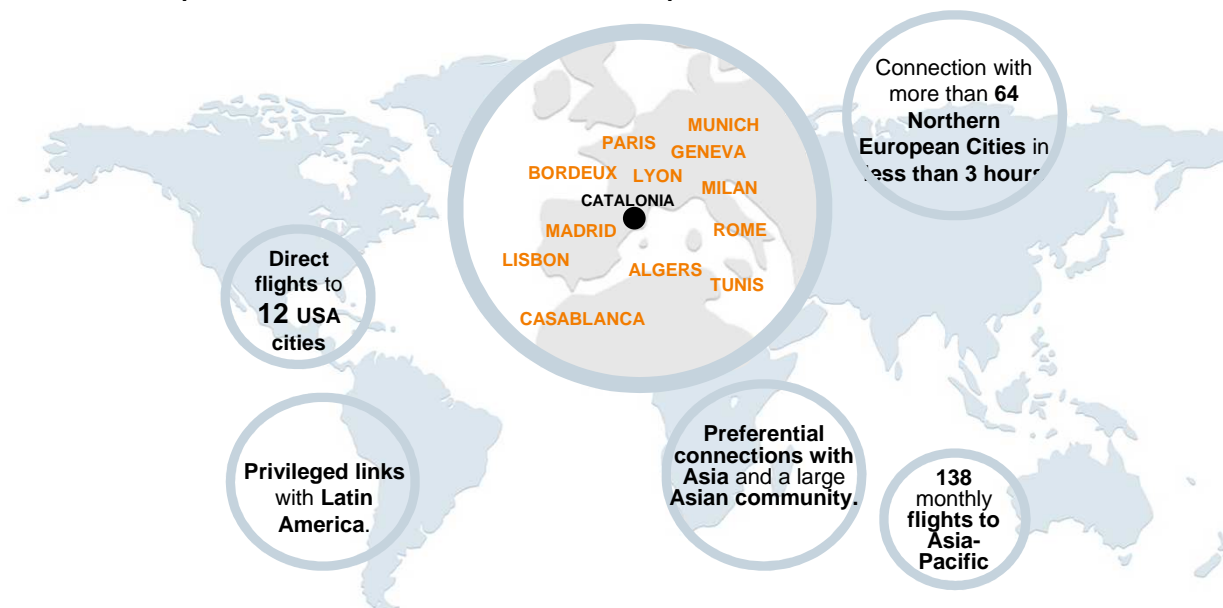 Connection with
more than 64
Northern
European Cities in
less than 3 hours
MUNICH
PARIS
GENEVA
BORDEUX
LYON
MILAN
CATALONIA
MADRID
ROME
LISBON
ALGERS
TUNIS
CASABLANCA
Direct
flights to
12 USA
cities
Privileged links
with Latin
America.
Preferential
connections with
Asia and a large
Asian community.
138
monthly
flights to
Asia-
Pacific